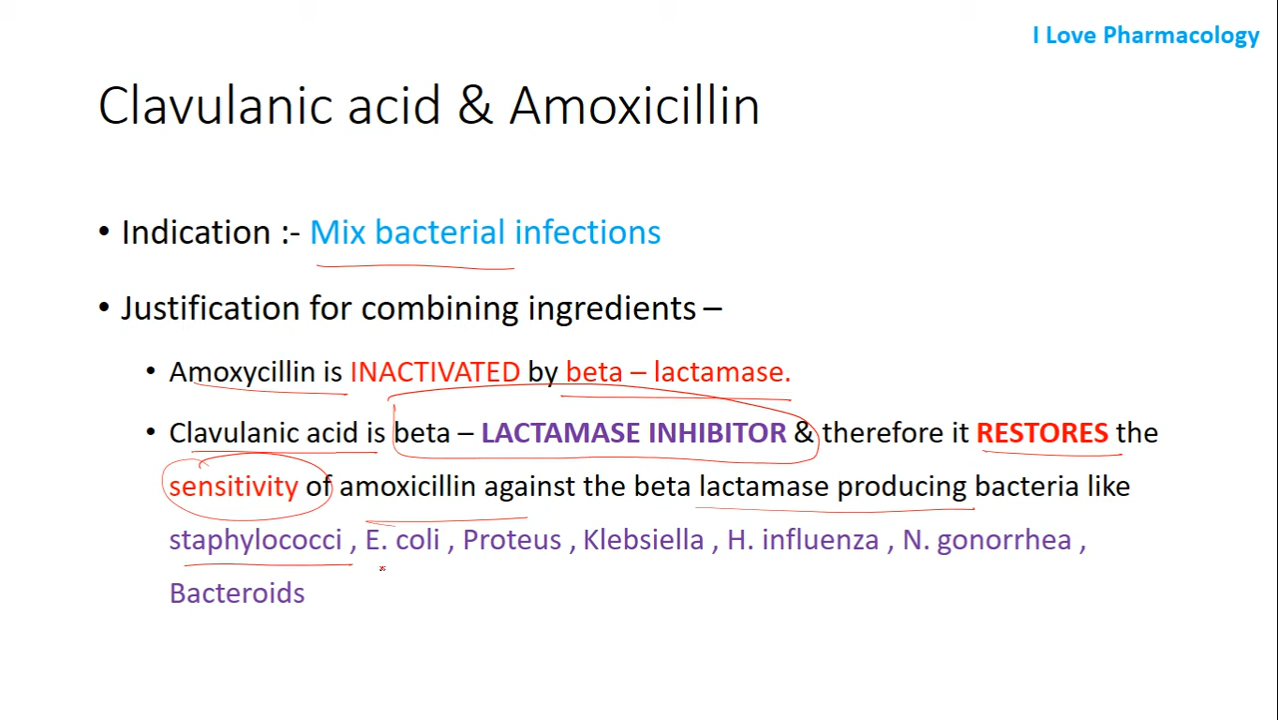 I Love Pharmacology
Clavulanic acid & Amoxicillin
• Indication :- Mix bacterial infections
• Justification for combining ingredients –
• Amoxycillin is INACTIVATED by beta – lactamase.
• Clavulanic acid is beta – LACTAMASE INHIBITOR & therefore it RESTORES the
sensitivity of amoxicillin against the beta lactamase producing bacteria like
staphylococci , E. coli , Proteus , Klebsiella , H. influenza , N. gonorrhea ,
Bacteroids